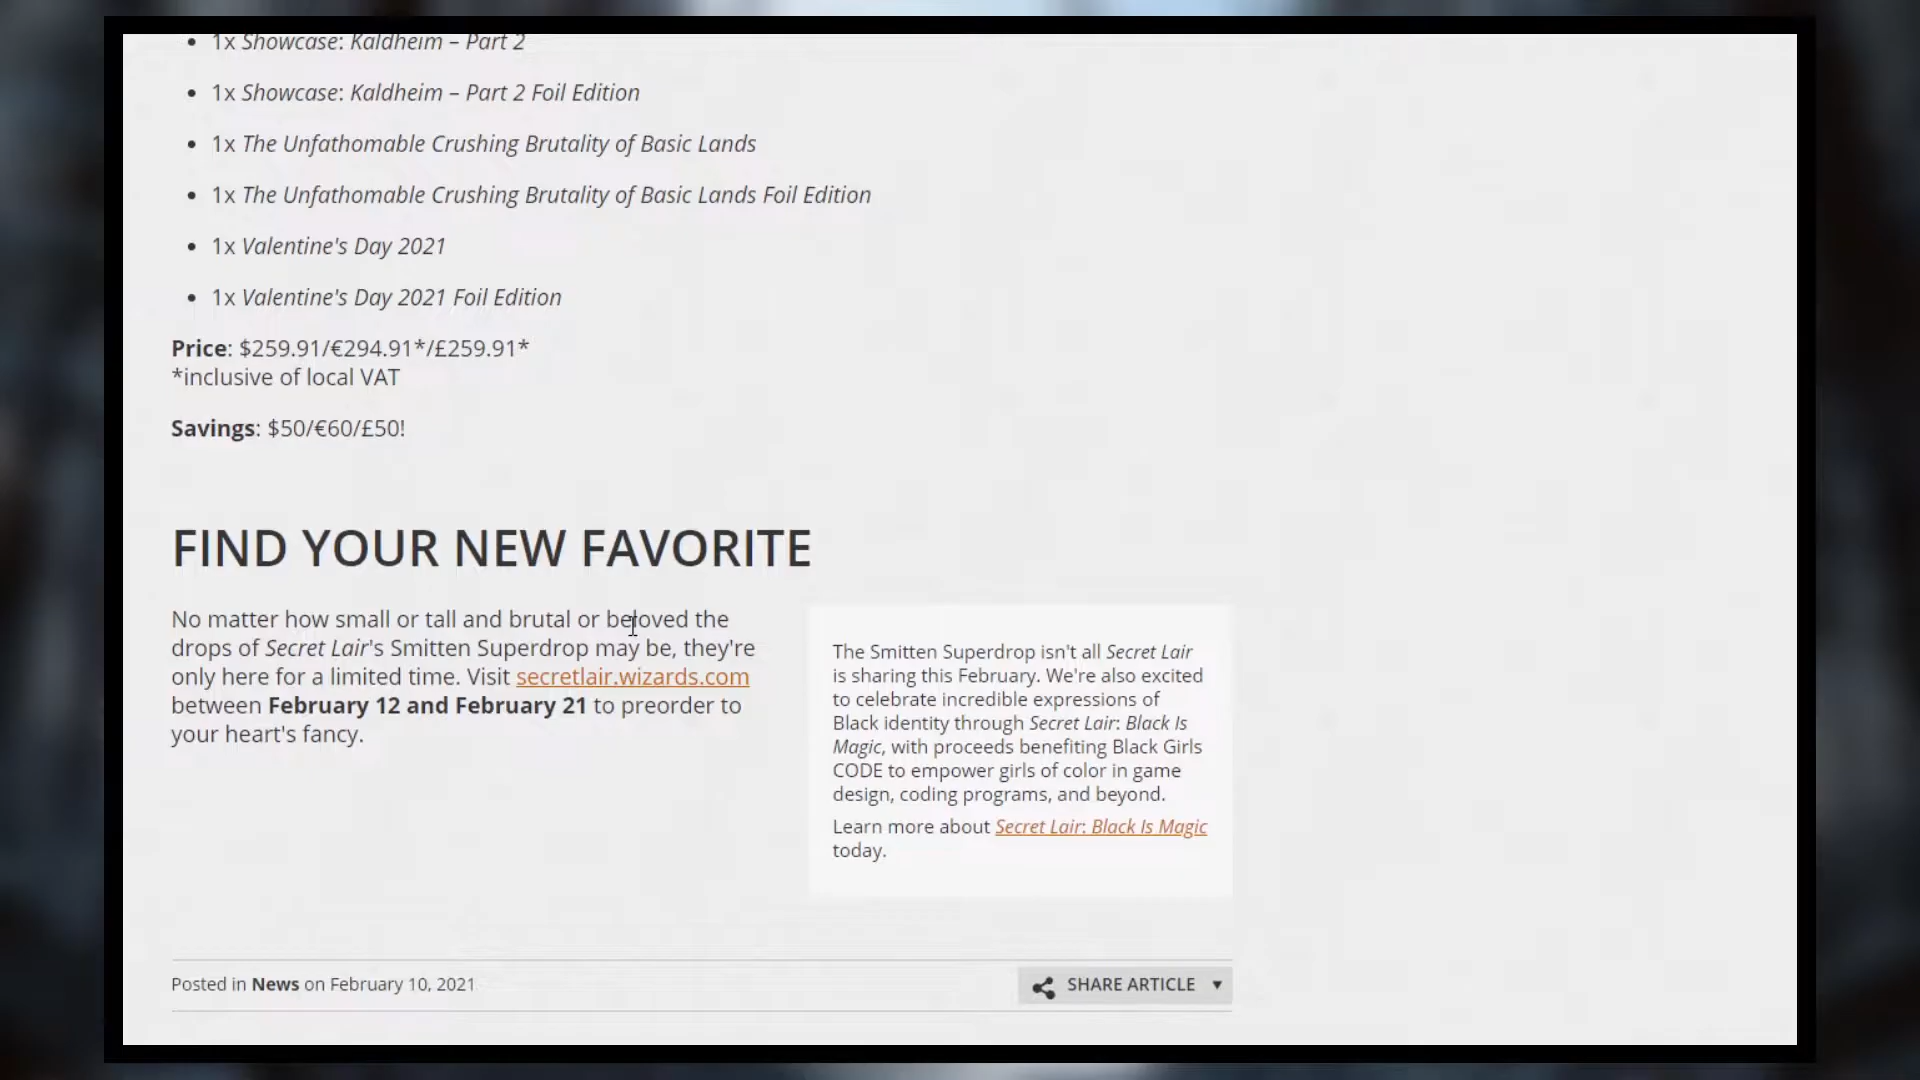 • 1x Showcase: Kaldheim – Part 2
• 1x Showcase: Kaldheim – Part 2 Foil Edition
• 1x The Unfathomable Crushing Brutality of Basic Lands
• 1x The Unfathomable Crushing Brutality of Basic Lands Foil Edition
• 1x Valentine's Day 2021
• 1x Valentine's Day 2021 Foil Edition
Price: $259.91/€294.91*/£259.91*
*inclusive of local VAT
Savings: $50/€60/£50!
FIND YOUR NEW FAVORITE
No matter how small or tall and brutal or beloved the
drops of Secret Lair's Smitten Superdrop may be, they're
only here for a limited time. Visit secretlair.wizards.com
between February 12 and February 21 to preorder to
your heart's fancy.
The Smitten Superdrop isn't all Secret Lair
is sharing this February. We're also excited
to celebrate incredible expressions of
Black identity through Secret Lair: Black Is
Magic, with proceeds benefiting Black Girls
CODE to empower girls of color in game
design, coding programs, and beyond.
Learn more about Secret Lair: Black Is Magic
today.
Posted in News on February 10, 2021
SHARE ARTICLE ▼